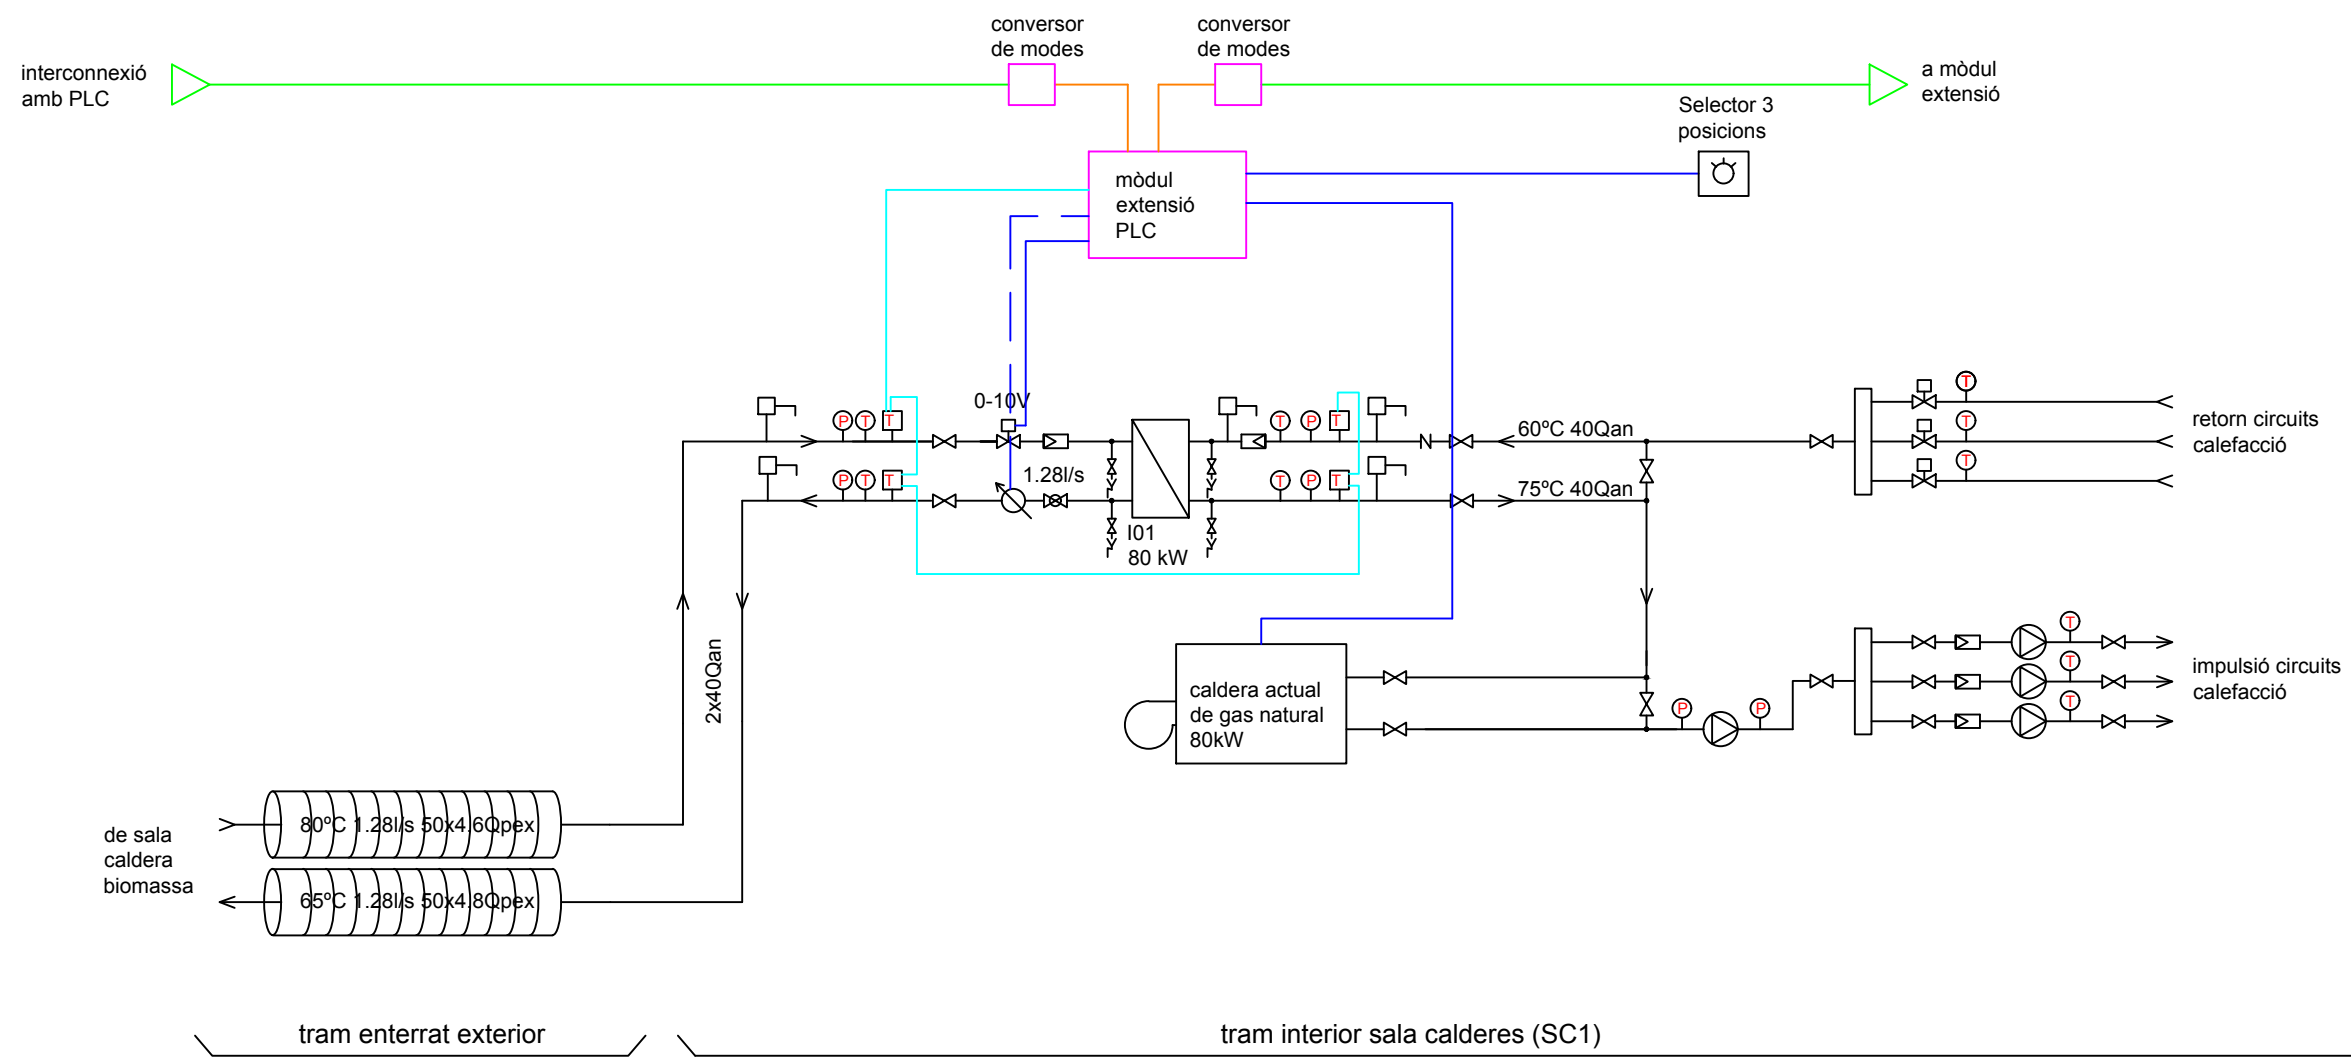 conversor
de modes
conversor
de modes
interconnexió
amb PLC
a mòdul
extensió
Selector 3
posicions
mòdul
extensió
PLC
0-10V
P
T
T
T
P
T
60ºC 40Qan
T
T
T
retorn circuits
calefacció
P
T
T
1.28l/s
T
P
T
75ºC 40Qan
I01
80 kW
2x40Qan
caldera actual
de gas natural
80kW
P
P
T
T
T
impulsió circuits
calefacció
de sala
caldera
biomassa
80ºC 1.28l/s 50x4.6Qpex
65ºC 1.28l/s 50x4.8Qpex
tram enterrat exterior
tram interior sala calderes (SC1)